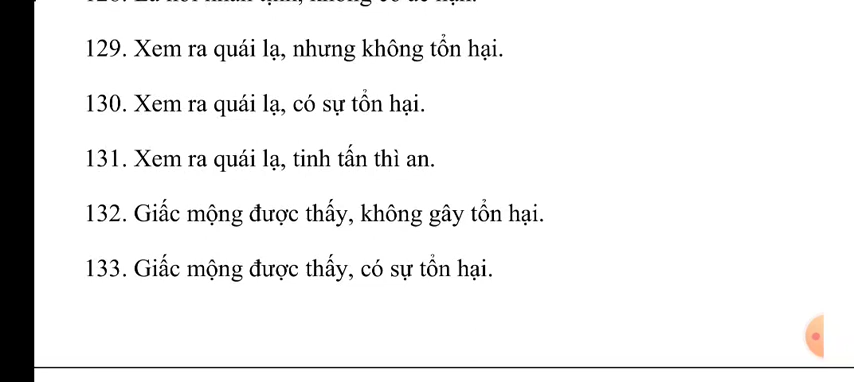 129. Xem ra quái lạ, nhưng không tổn hại.
130. Xem ra quái lạ, có sự tổn hại.
131. Xem ra quái lạ, tinh tấn thì an.
132. Giấc mộng được thấy, không gây tổn hại.
133. Giấc mộng được thấy, có sự tổn hại.